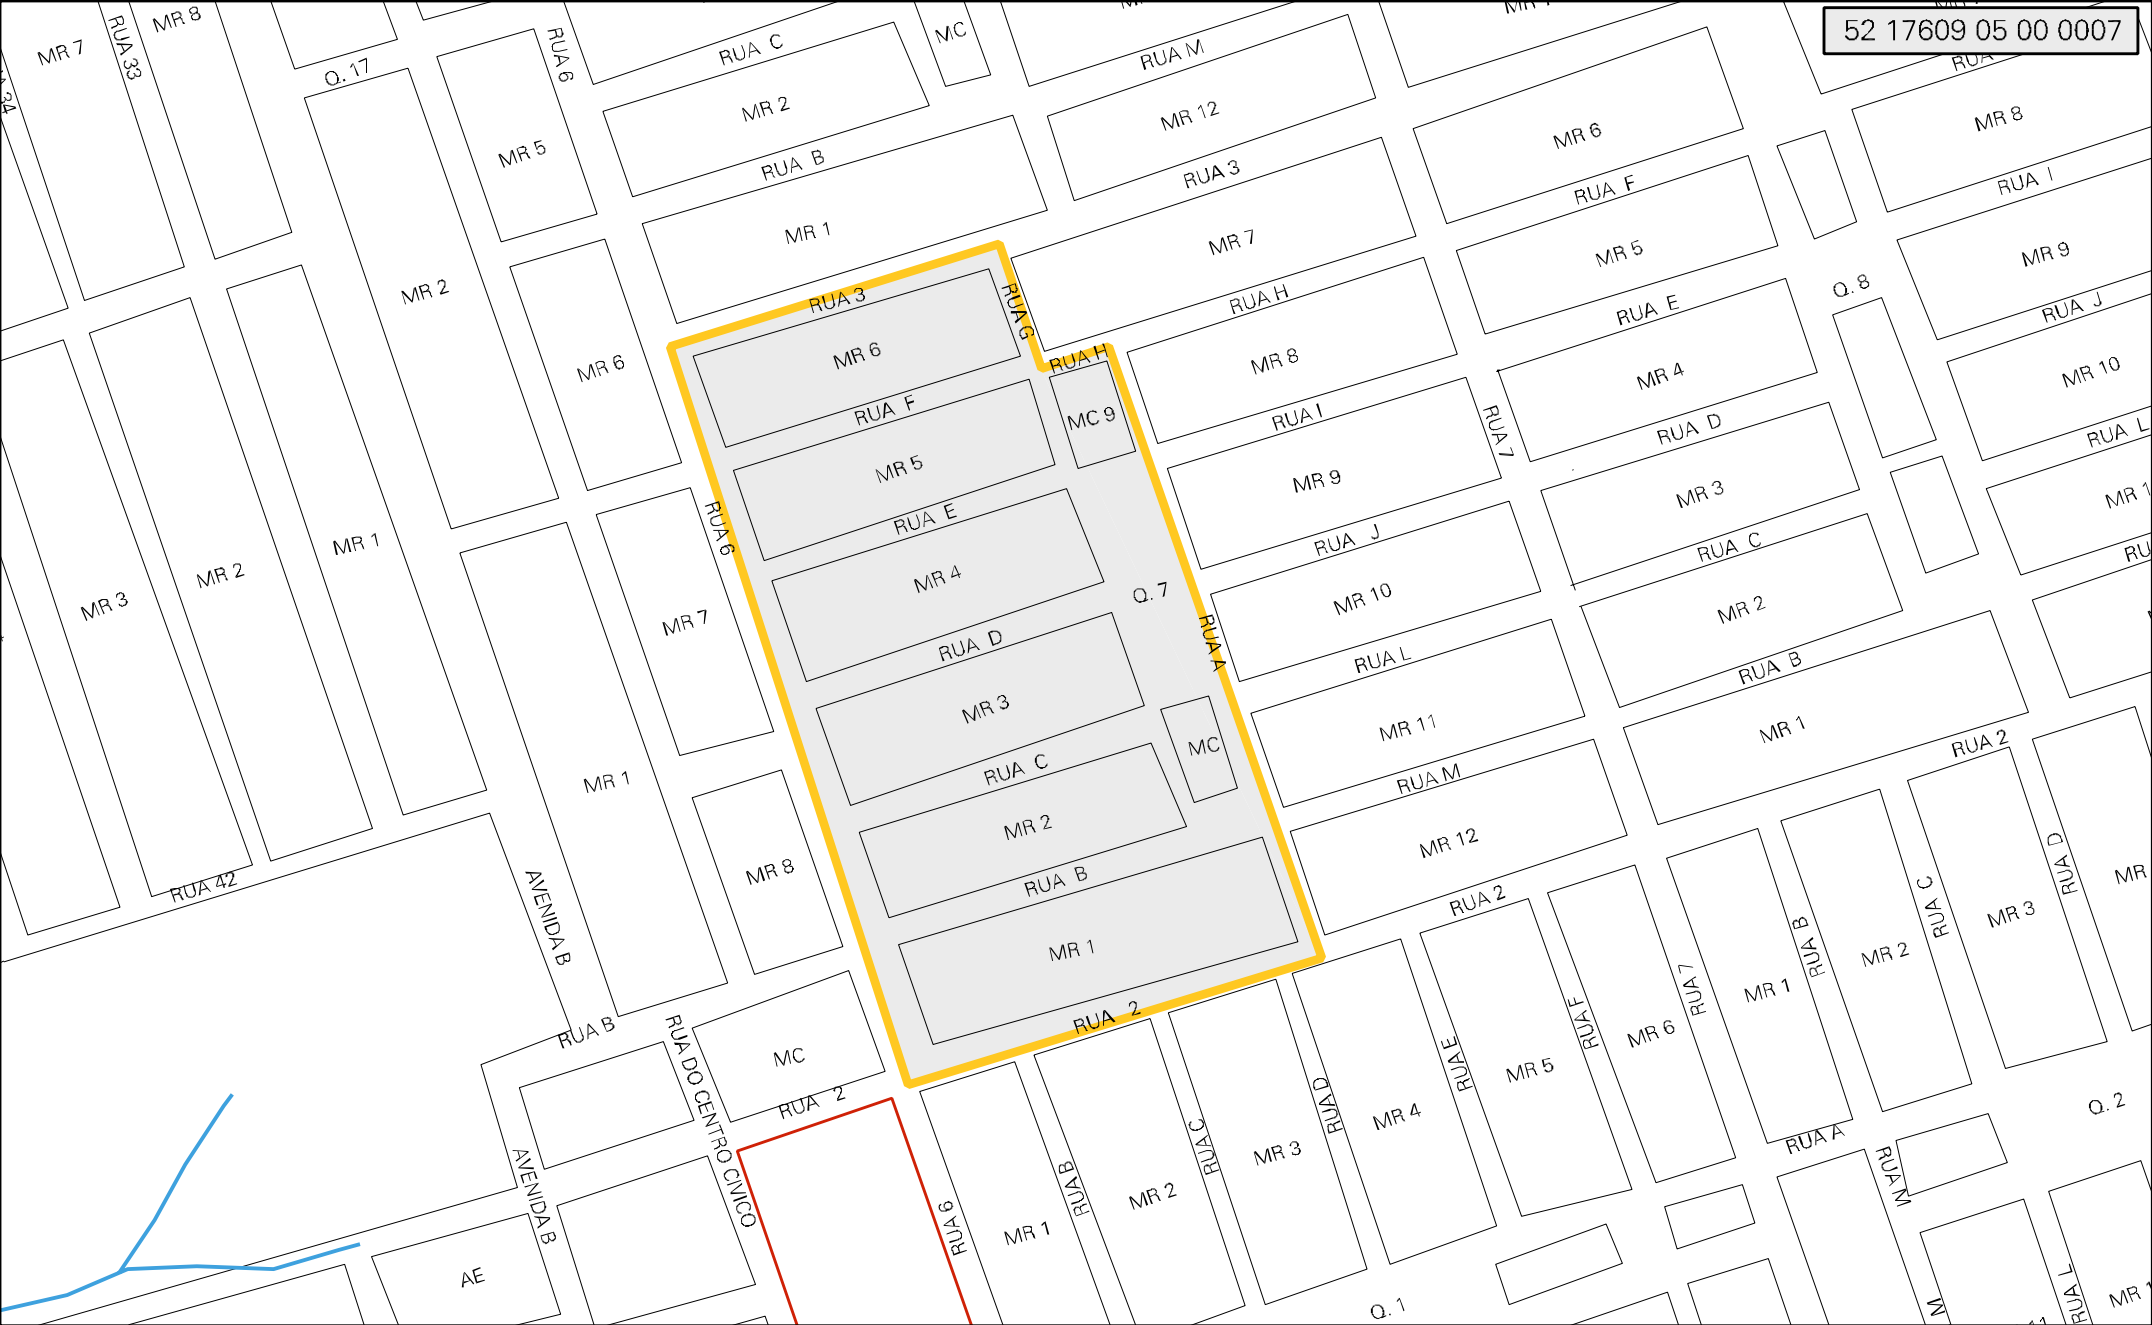 52 17609 05 00 0007
MR 7
RUA 33
MR 8
Q. 17
RUA 6
RUA C
MC
RUA M
MR 2
MR 12
MR 5
RUA B
RUA 3
MR 6
MR 8
RUA F
RUA I
MR 1
MR 7
MR 5
MR 9
MR 2
RUA 3
RUA G
RUA H
RUA E
Q. 8
RUA J
MR 6
MR 6
RUA H
MR 8
MR 4
MR 10
RUA F
MC 9
RUA I
RUA 7
RUA D
RUA L
MR 5
MR 9
MR 3
RUA 6
RUA E
RUA J
RUA C
MR 1
MR 2
MR 3
MR 4
Q. 7
MR 10
MR 2
MR 7
RUA D
RUA A
RUA L
RUA B
MR 3
MR 11
MR 1
RUA 2
MR 1
RUA C
MC
RUA M
MR 2
MR 12
MR 8
RUA B
RUA 42
AVENIDA B
RUA 2
RUA D
RUA C
MR 3
MR 1
RUA B
MR 2
RUA 7
MR 1
RUA 2
RUA F
MR 6
RUA B
RUA DO CENTRO CIVICO
MC
RUA 2
RUA E
MR 5
RUA D
MR 4
Q. 2
RUA A
RUA C
MR 3
RUA M
AVENIDA B
RUA B
MR 2
RUA 6
MR 1
AE
Q. 1
RUA L
M